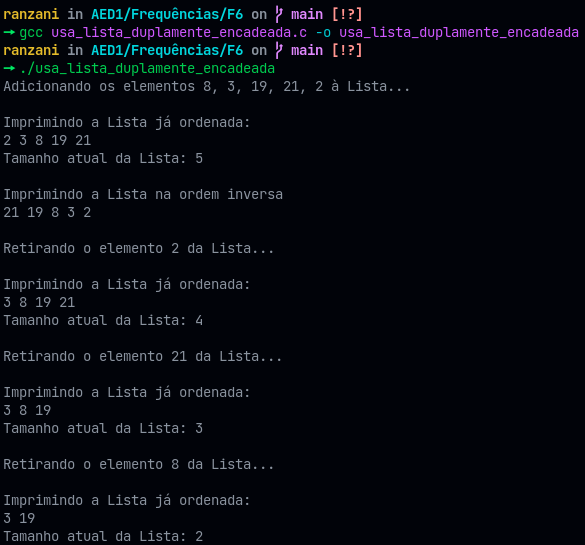 ranzani in AED1/Frequências/F6 on main [!?]
→ gcc usa_lista_duplamente_encadeada.c -o usa_lista_duplamente_encadeada
ranzani in AED1/Frequências/F6 on main [!?]
→ ./usa_lista_duplamente_encadeada
Adicionando os elementos 8, 3, 19, 21, 2 à Lista...
Imprimindo a Lista já ordenada:
2 3 8 19 21
Tamanho atual da Lista: 5
Imprimindo a Lista na ordem inversa
21 19 8 3 2
Retirando o elemento 2 da Lista...
Imprimindo a Lista já ordenada:
3 8 19 21
Tamanho atual da Lista: 4
Retirando o elemento 21 da Lista...
Imprimindo a Lista já ordenada:
3 8 19
Tamanho atual da Lista: 3
Retirando o elemento 8 da Lista...
Imprimindo a Lista já ordenada:
3 19
Tamanho atual da Lista: 2